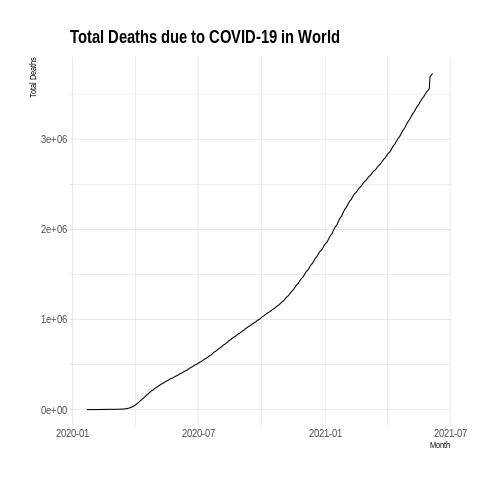 Total Deaths due to COVID-19 in World
Total Deaths
3e+06
2e+06
1e+06
0e+00
2020-01 2020-07 2021-01 2021-07
Month